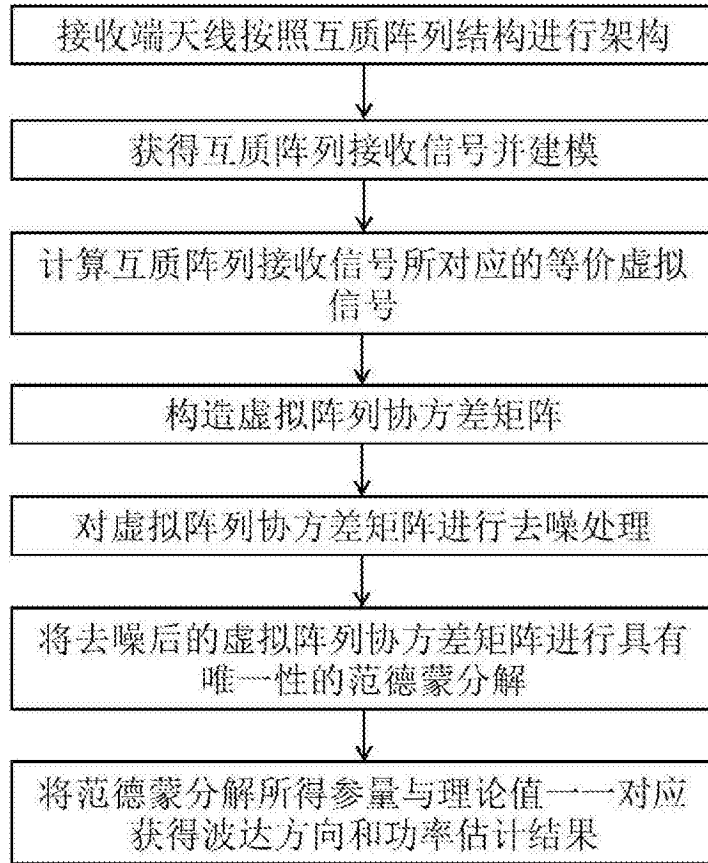 接收端天线按照互质阵列结构进行架构
获得互质阵列接收信号并建模
计算互质阵列接收信号所对应的等价虚拟
信号
构造虚拟阵列协方差矩阵
对虚拟阵列协方差矩阵进行去噪处理
将去噪后的虚拟阵列协方差矩阵进行具有
唯一性的范德蒙分解
将范德蒙分解所得参量与理论值一一对应
获得波达方向和功率估计结果